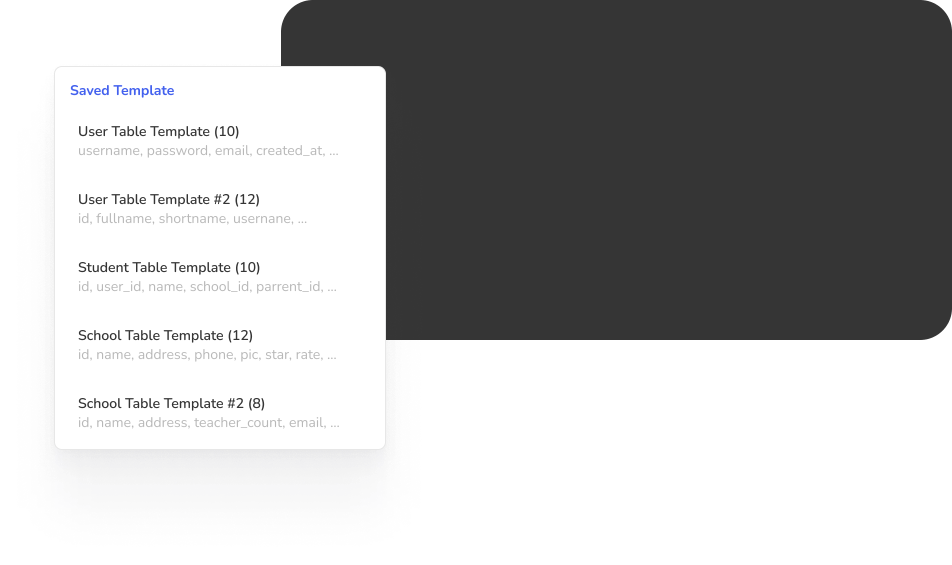 Saved Template
User Table Template (10)
username, password, email, created_at, ...
User Table Template #2 (12)
id, fullname, shortname, usernane, ...
Student Table Template (10)
id, user_id, name, school_id, parrent_id, ...
School Table Template (12)
id, name, address, phone, pic, star, rate, ...
School Table Template #2 (8)
id, name, address, teacher_count, email, ...